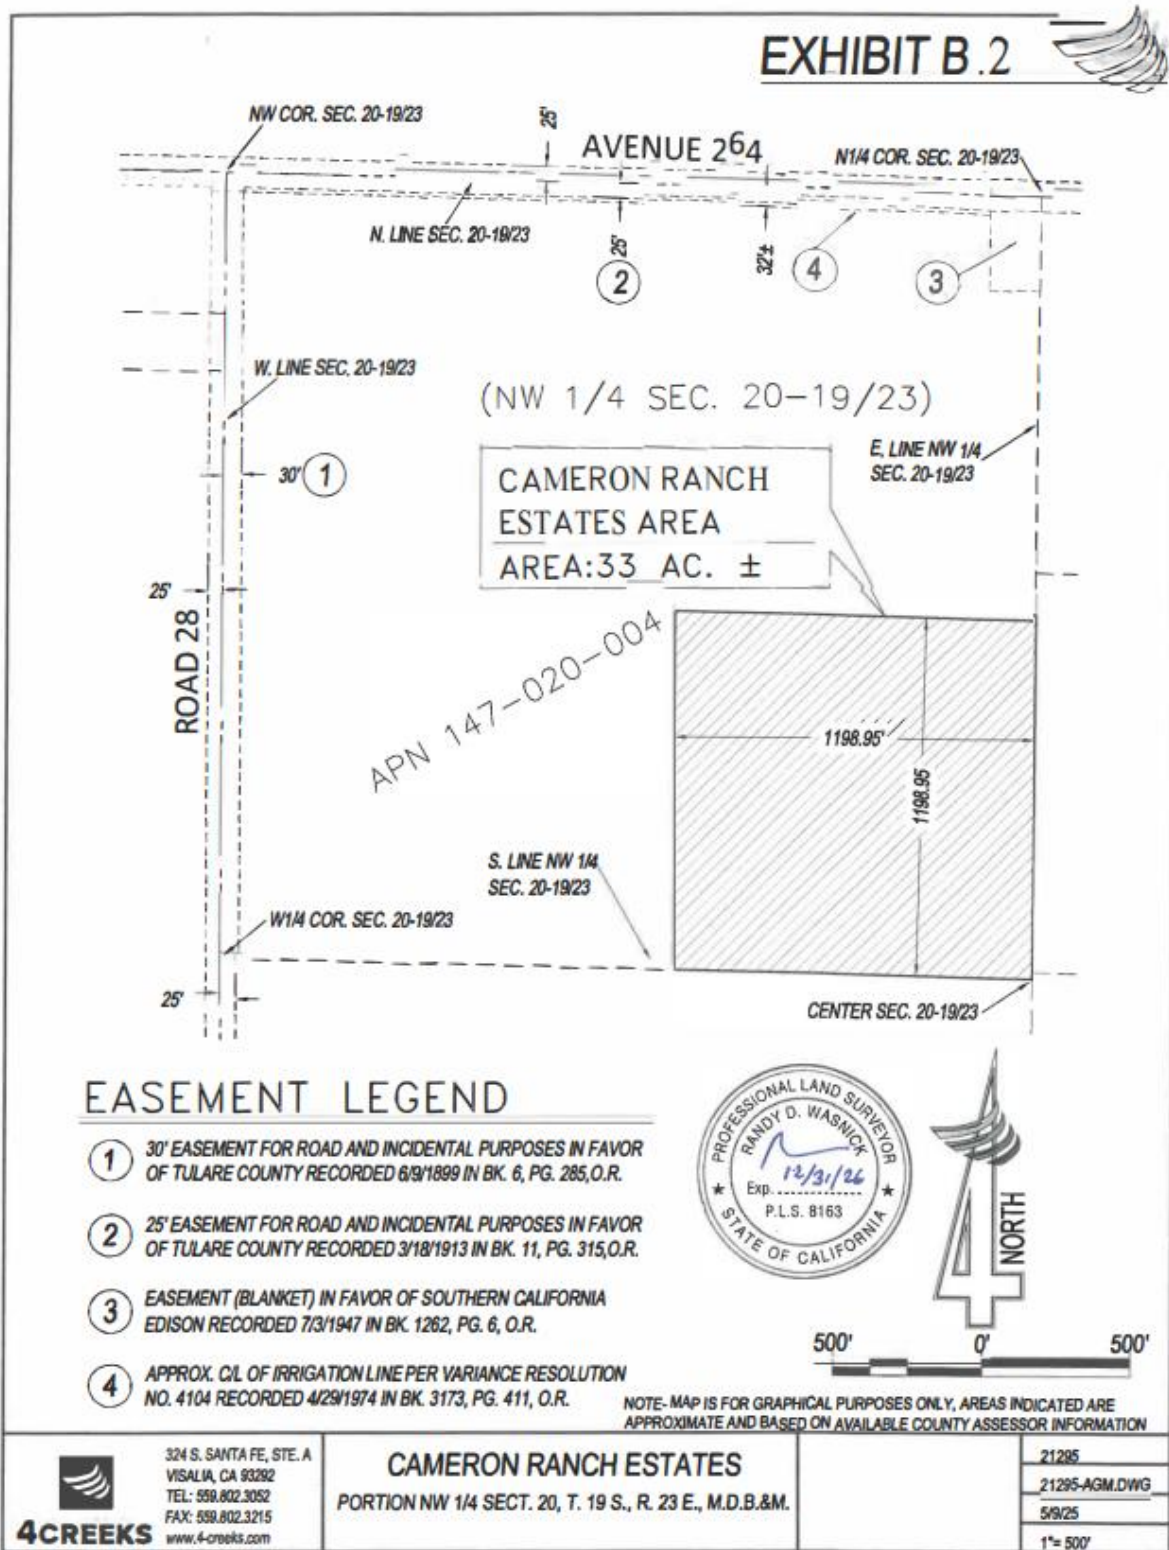 EXHIBIT B.2
NW COR. SEC. 20-19/23
25'
AVENUE 264
N1/4 COR. SEC. 20-19/23
N. LINE SEC. 20-19/23
25'
2
32'±
4
3
W. LINE SEC. 20-19/23
(NW 1/4 SEC. 20-19/23)
E. LINE NW 1/4
SEC. 20-19/23
30'
1
CAMERON RANCH
ESTATES AREA
AREA:33 AC. ±
25'
ROAD 28
APN 147-020-004
1198.95'
1198.95
S. LINE NW 1/4
SEC. 20-19/23
W1/4 COR. SEC. 20-19/23
25'
CENTER SEC. 20-19/23
EASEMENT LEGEND
1
30' EASEMENT FOR ROAD AND INCIDENTAL PURPOSES IN FAVOR
OF TULARE COUNTY RECORDED 6/9/1899 IN BK. 6, PG. 285,O.R.
2
25' EASEMENT FOR ROAD AND INCIDENTAL PURPOSES IN FAVOR
OF TULARE COUNTY RECORDED 3/18/1913 IN BK. 11, PG. 315,O.R.
3
EASEMENT (BLANKET) IN FAVOR OF SOUTHERN CALIFORNIA
EDISON RECORDED 7/3/1947 IN BK. 1262, PG. 6, O.R.
4
APPROX. C/L OF IRRIGATION LINE PER VARIANCE RESOLUTION
NO. 4104 RECORDED 4/29/1974 IN BK. 3173, PG. 411, O.R.
PROFESSIONAL LAND SURVEYOR
RANDY D. WASNICK
Exp. 12/31/26
P.L.S. 8163
STATE OF CALIFORNIA
4
NORTH
500' 0' 500'
NOTE- MAP IS FOR GRAPHICAL PURPOSES ONLY, AREAS INDICATED ARE
APPROXIMATE AND BASED ON AVAILABLE COUNTY ASSESSOR INFORMATION
4CREEKS
324 S. SANTA FE, STE. A
VISALIA, CA 93292
TEL: 559.802.3052
FAX: 559.802.3215
www.4-creeks.com
CAMERON RANCH ESTATES
PORTION NW 1/4 SECT. 20, T. 19 S., R. 23 E., M.D.B.&M.
21295
21295-AGM.DWG
5/9/25
1"= 500'